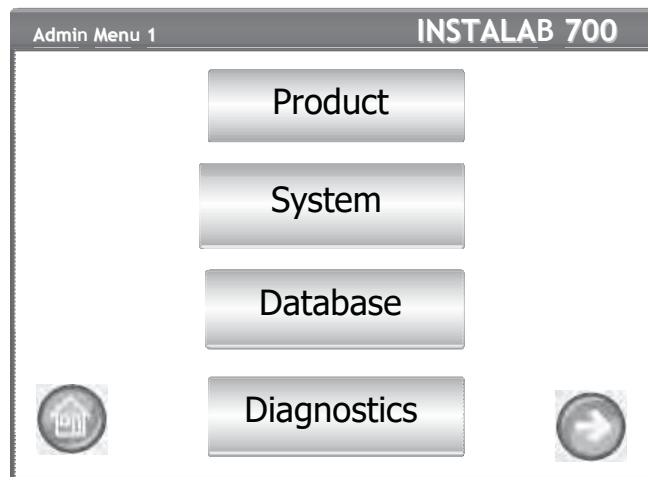 Admin Menu 1
INSTALAB 700
Product
System
Database
Diagnostics